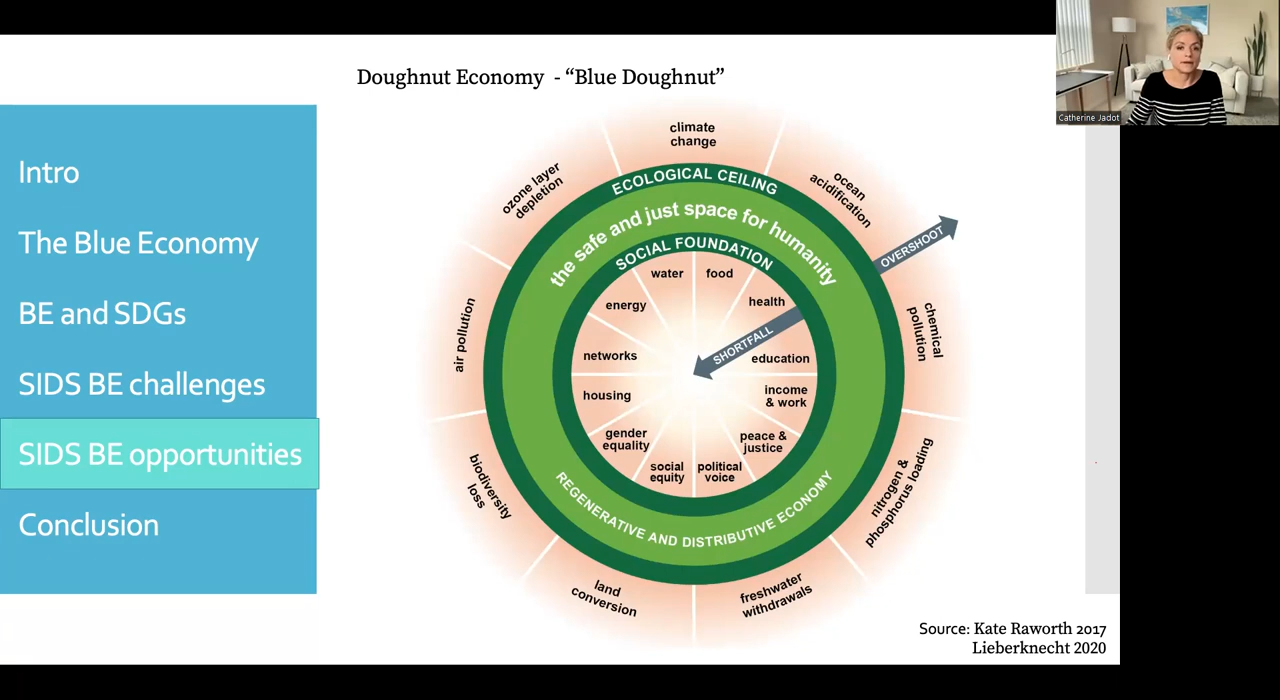 Doughnut Economy - “Blue Doughnut”
Catherine Jadot
Intro
The Blue Economy
BE and SDGs
SIDS BE challenges
SIDS BE opportunities
Conclusion
climate
change
ocean
acidification
OVERSHOOT
chemical
pollution
nitrogen &
phosphorus loading
freshwater
withdrawals
land
conversion
biodiversity
loss
air pollution
ozone layer
depletion
ECOLOGICAL CEILING
the safe and just space for humanity
SOCIAL FOUNDATION
water
food
health
SHORTFALL
education
income
& work
peace &
justice
political
voice
social
equity
gender
equality
housing
networks
energy
REGENERATIVE AND DISTRIBUTIVE ECONOMY
Source: Kate Raworth 2017
Lieberknecht 2020